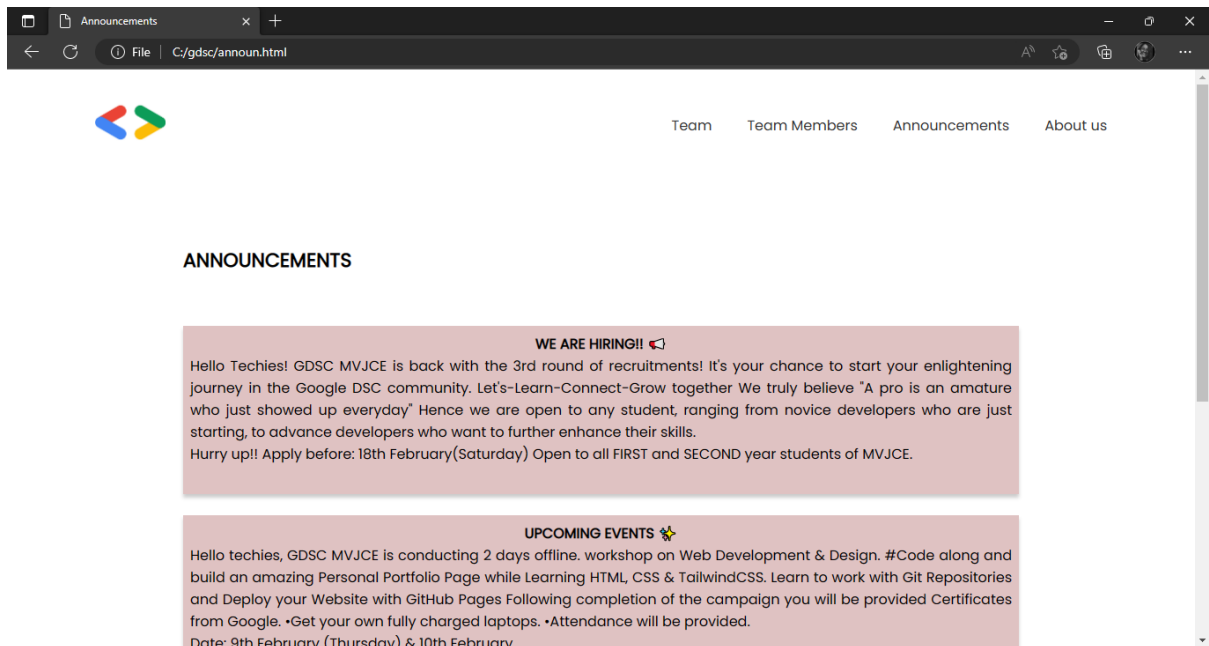 Announcements
File C:/gdsc/announ.html
Team Team Members Announcements About us
ANNOUNCEMENTS
WE ARE HIRING!! 📢
Hello Techies! GDSC MVJCE is back with the 3rd round of recruitments! It's your chance to start your enlightening
journey in the Google DSC community. Let's-Learn-Connect-Grow together We truly believe "A pro is an amature
who just showed up everyday" Hence we are open to any student, ranging from novice developers who are just
starting, to advance developers who want to further enhance their skills.
Hurry up!! Apply before: 18th February(Saturday) Open to all FIRST and SECOND year students of MVJCE.
UPCOMING EVENTS ✨
Hello techies, GDSC MVJCE is conducting 2 days offline. workshop on Web Development & Design. #Code along and
build an amazing Personal Portfolio Page while Learning HTML, CSS & TailwindCSS. Learn to work with Git Repositories
and Deploy your Website with GitHub Pages Following completion of the campaign you will be provided Certificates
from Google. •Get your own fully charged laptops. •Attendance will be provided.
Date: 9th February (Thursday) & 10th February